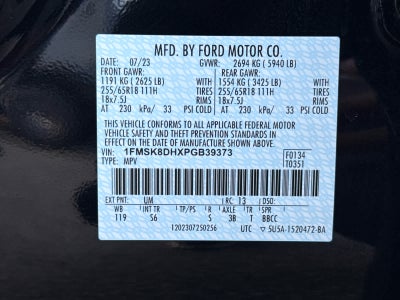 MFD. BY FORD MOTOR CO.
DATE: 07/23 GVWR: 2694 KG (5940 LB)
FRONT GAWR: REAR GAWR:
1191 KG (2625 LB) WITH 1554 KG (3425 LB) WITH
255/65R18 111H TIRES 255/65R18 111H TIRES
18x7.5J RIMS 18x7.5J RIMS
AT 230 kPa/ 33 PSI COLD AT 230 kPa/ 33 PSI COLD
THIS VEHICLE CONFORMS TO ALL APPLICABLE FEDERAL MOTOR
VEHICLE SAFETY AND THEFT PREVENTION STANDARDS IN
EFFECT ON THE DATE OF MANUFACTURE SHOWN ABOVE.
VIN: 1FMSK8DHXPGB39373 F0134
TYPE: MPV T0351
EXT PNT: UM RC: 13 DSO:
WB BRK INT TR TP/PS R AXLE TR SPR
119 S6 S 3B T BBCC
1202307250256 UTC 5U5A-1520472-BA